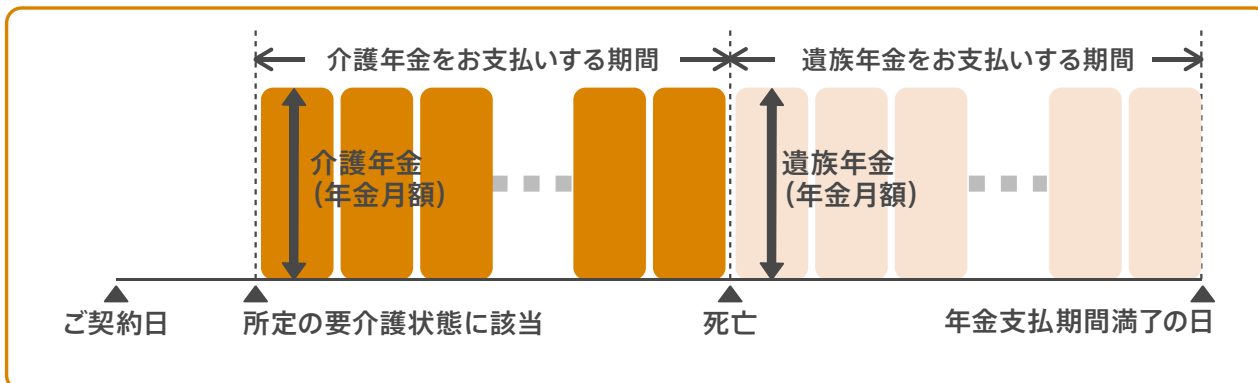 介護年金をお支払いする期間
遺族年金をお支払いする期間
介護年金
(年金月額)
遺族年金
(年金月額)
ご契約日
所定の要介護状態に該当
死亡
年金支払期間満了の日